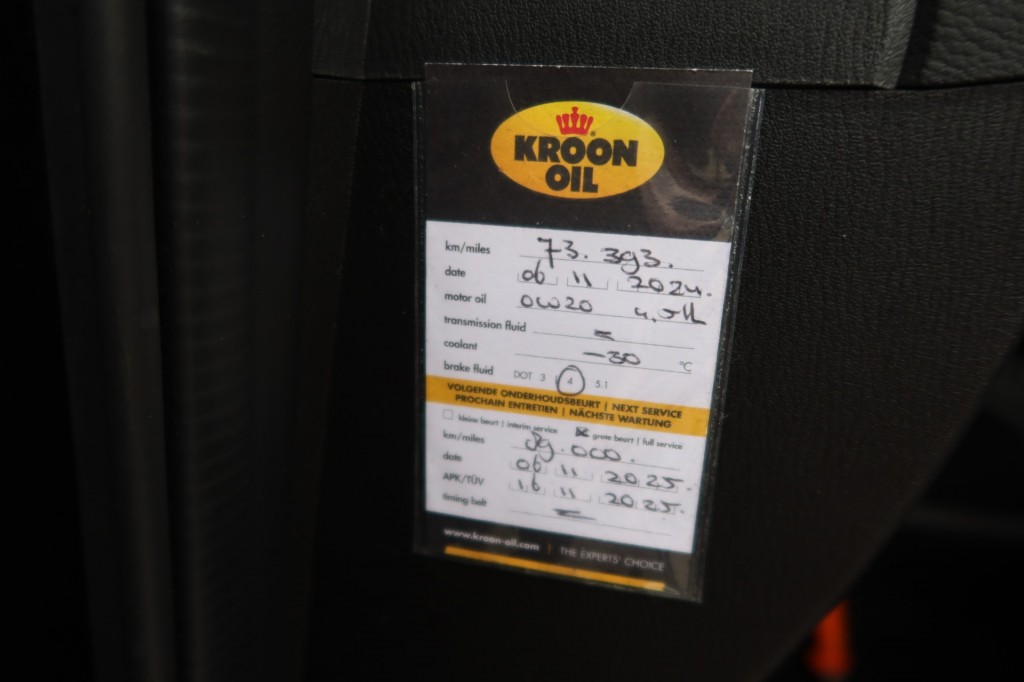 KROON
OIL
km/miles 73.393.
date 06 11 2024.
motor oil 0W20
transmission fluid –
coolant -30 °C
brake fluid DOT 3 4 5.1
VOLGENDE ONDERHOUDSBEURT | NEXT SERVICE
PROCHAIN ENTRETIEN | NÄCHSTE WARTUNG
kleine beurt | interim service grote beurt | full service
km/miles 89.000.
date 06 11 2025.
APK/TÜV 16 11 2025.
timing belt –
www.kroon-oil.com | THE EXPERTS' CHOICE